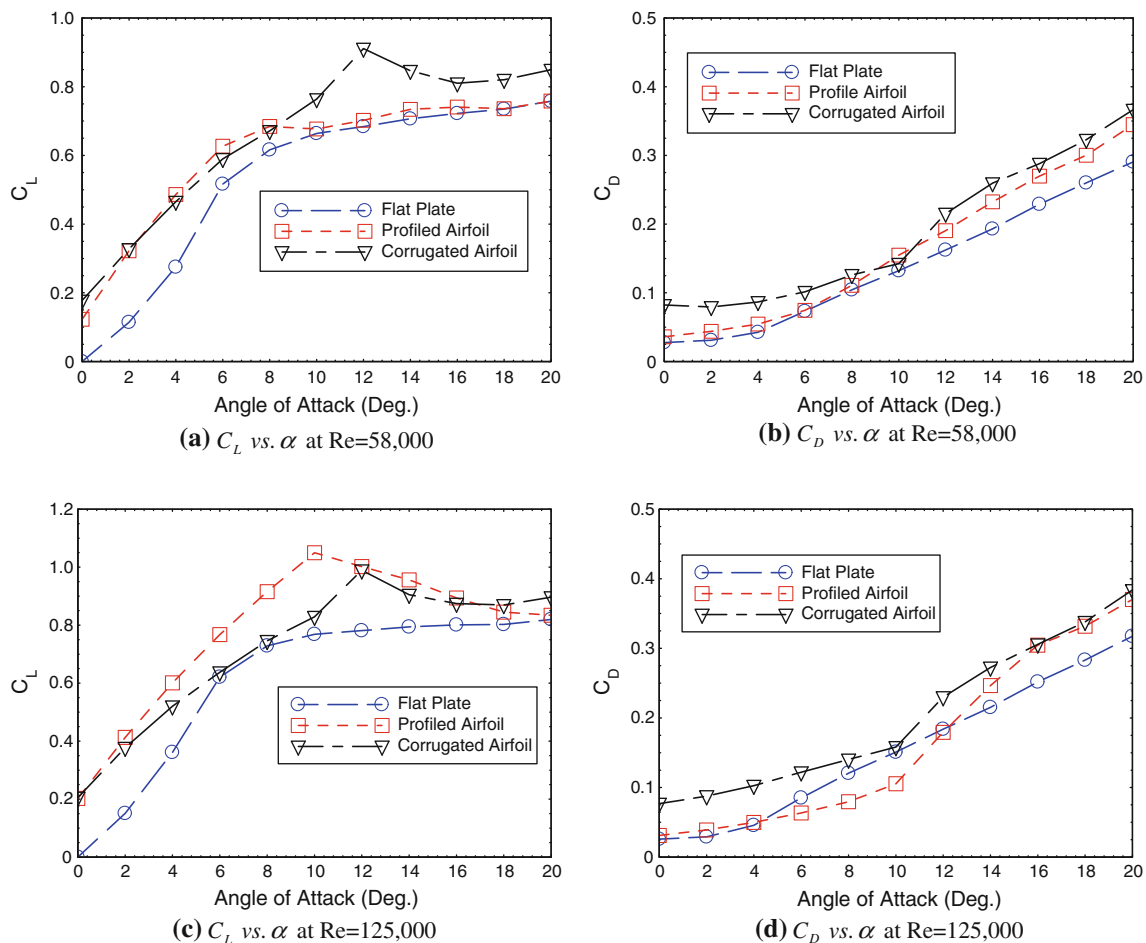 1.0
0.8
0.6
0.4
0.2
0
C_L
Flat Plate
Profiled Airfoil
Corrugated Airfoil
0 2 4 6 8 10 12 14 16 18 20
Angle of Attack (Deg.)
(a) C_L vs. α at Re=58,000
0.5
0.4
0.3
0.2
0.1
0
C_D
Flat Plate
Profile Airfoil
Corrugated Airfoil
0 2 4 6 8 10 12 14 16 18 20
Angle of Attack (Deg.)
(b) C_D vs. α at Re=58,000
1.2
1.0
0.8
0.6
0.4
0.2
0
C_L
Flat Plate
Profiled Airfoil
Corrugated Airfoil
0 2 4 6 8 10 12 14 16 18 20
Angle of Attack (Deg.)
(c) C_L vs. α at Re=125,000
0.5
0.4
0.3
0.2
0.1
0
C_D
Flat Plate
Profiled Airfoil
Corrugated Airfoil
0 2 4 6 8 10 12 14 16 18 20
Angle of Attack (Deg.)
(d) C_D vs. α at Re=125,000